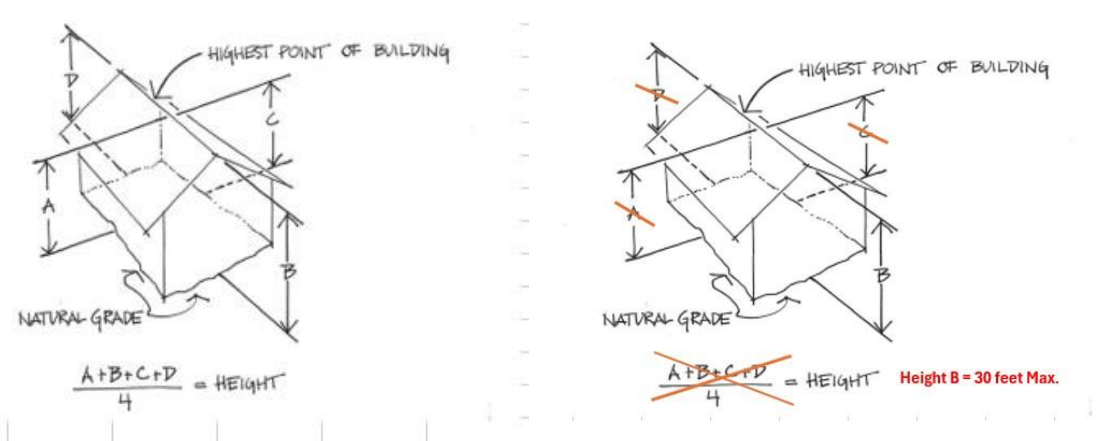 HIGHEST POINT OF BUILDING
D
C
A
B
NATURAL GRADE
A+B+C+D
4
= HEIGHT
HIGHEST POINT OF BUILDING
D
C
A
B
NATURAL GRADE
A+B+C+D
4
= HEIGHT
Height B = 30 feet Max.